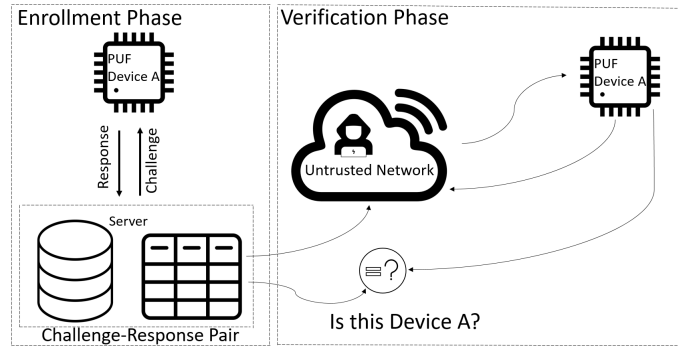 Enrollment Phase
PUF
Device A
Response
Challenge
Server
Challenge-Response Pair
Verification Phase
PUF
Device A
Untrusted Network
=?
Is this Device A?